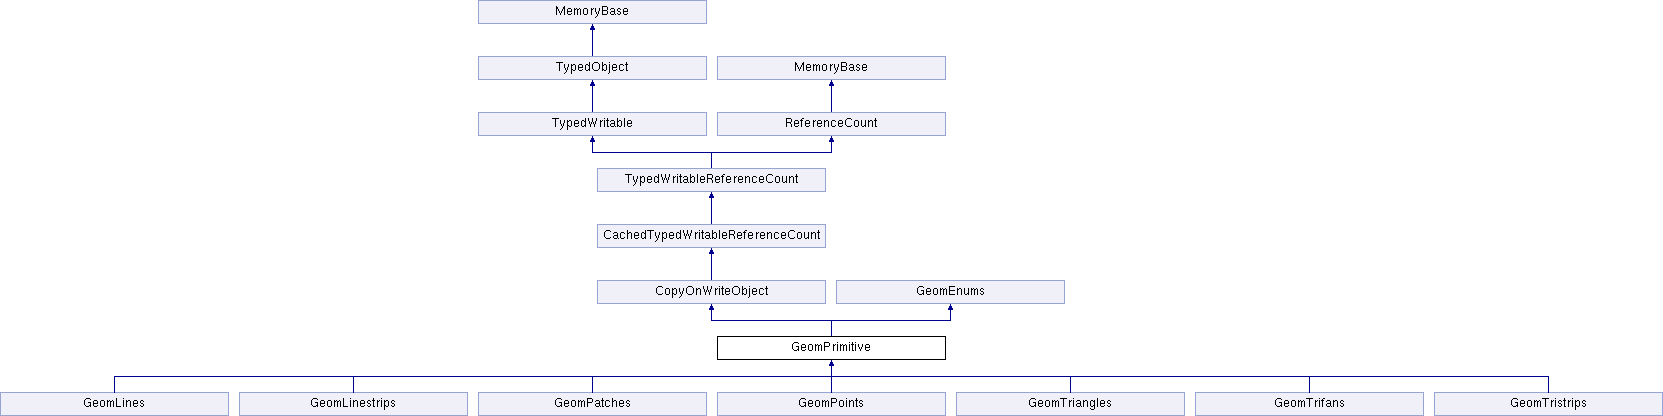 MemoryBase
TypedObject
MemoryBase
TypedWritable
ReferenceCount
TypedWritableReferenceCount
CachedTypedWritableReferenceCount
CopyOnWriteObject
GeomEnums
GeomPrimitive
GeomLines
GeomLinestrips
GeomPatches
GeomPoints
GeomTriangles
GeomTrifans
GeomTristrips